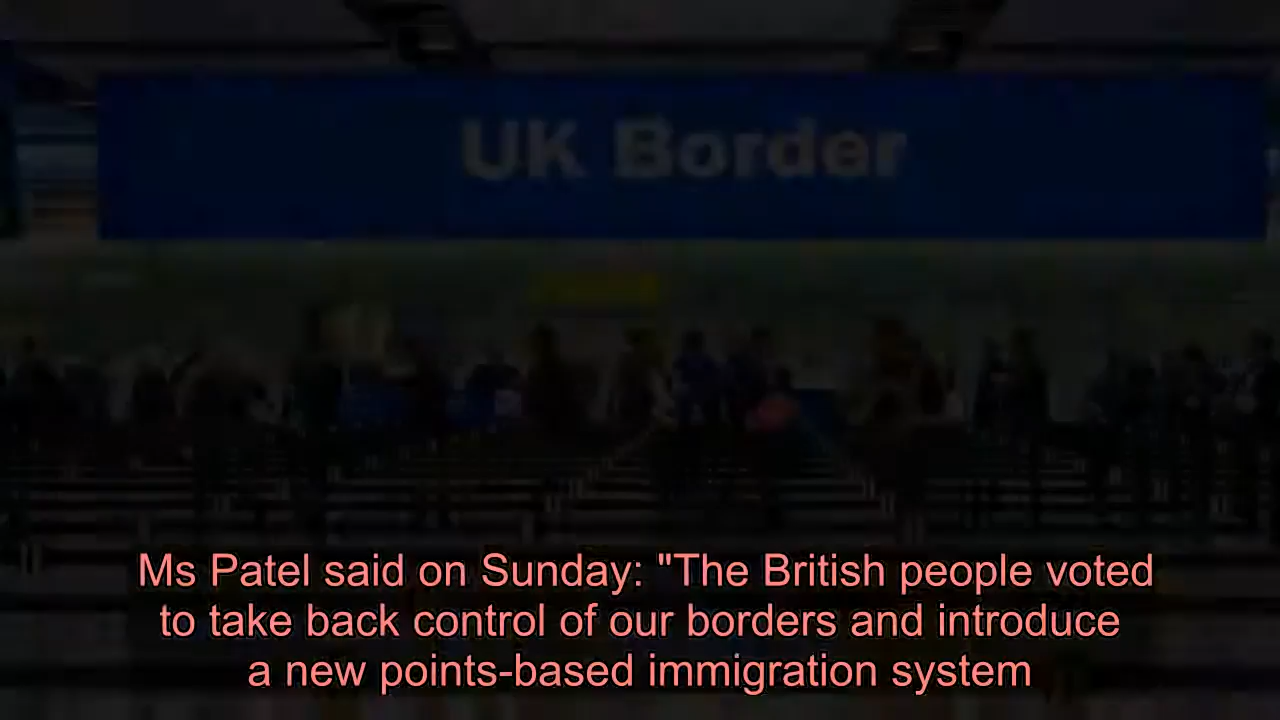 UK Border
Ms Patel said on Sunday: "The British people voted
to take back control of our borders and introduce
a new points-based immigration system